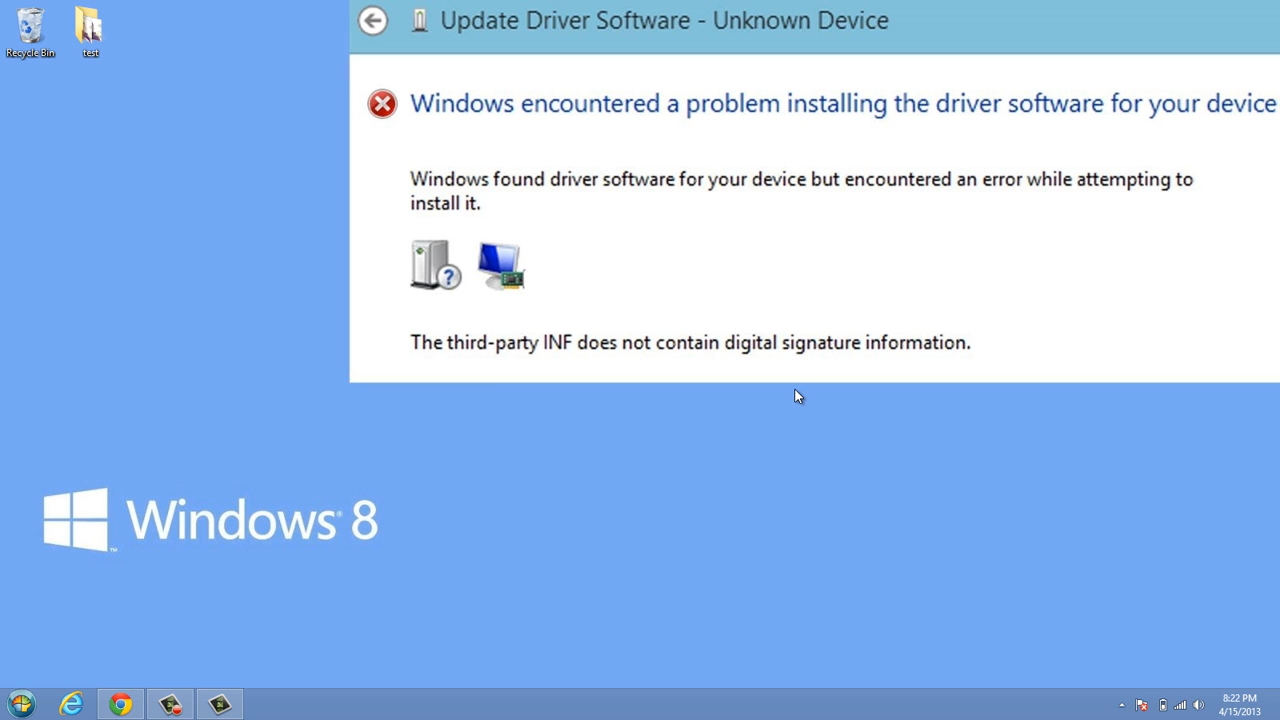 Update Driver Software - Unknown Device
Recycle Bin
test
Windows encountered a problem installing the driver software for your device
Windows found driver software for your device but encountered an error while attempting to
install it.
The third-party INF does not contain digital signature information.
Windows® 8
™
8:22 PM
4/15/2013